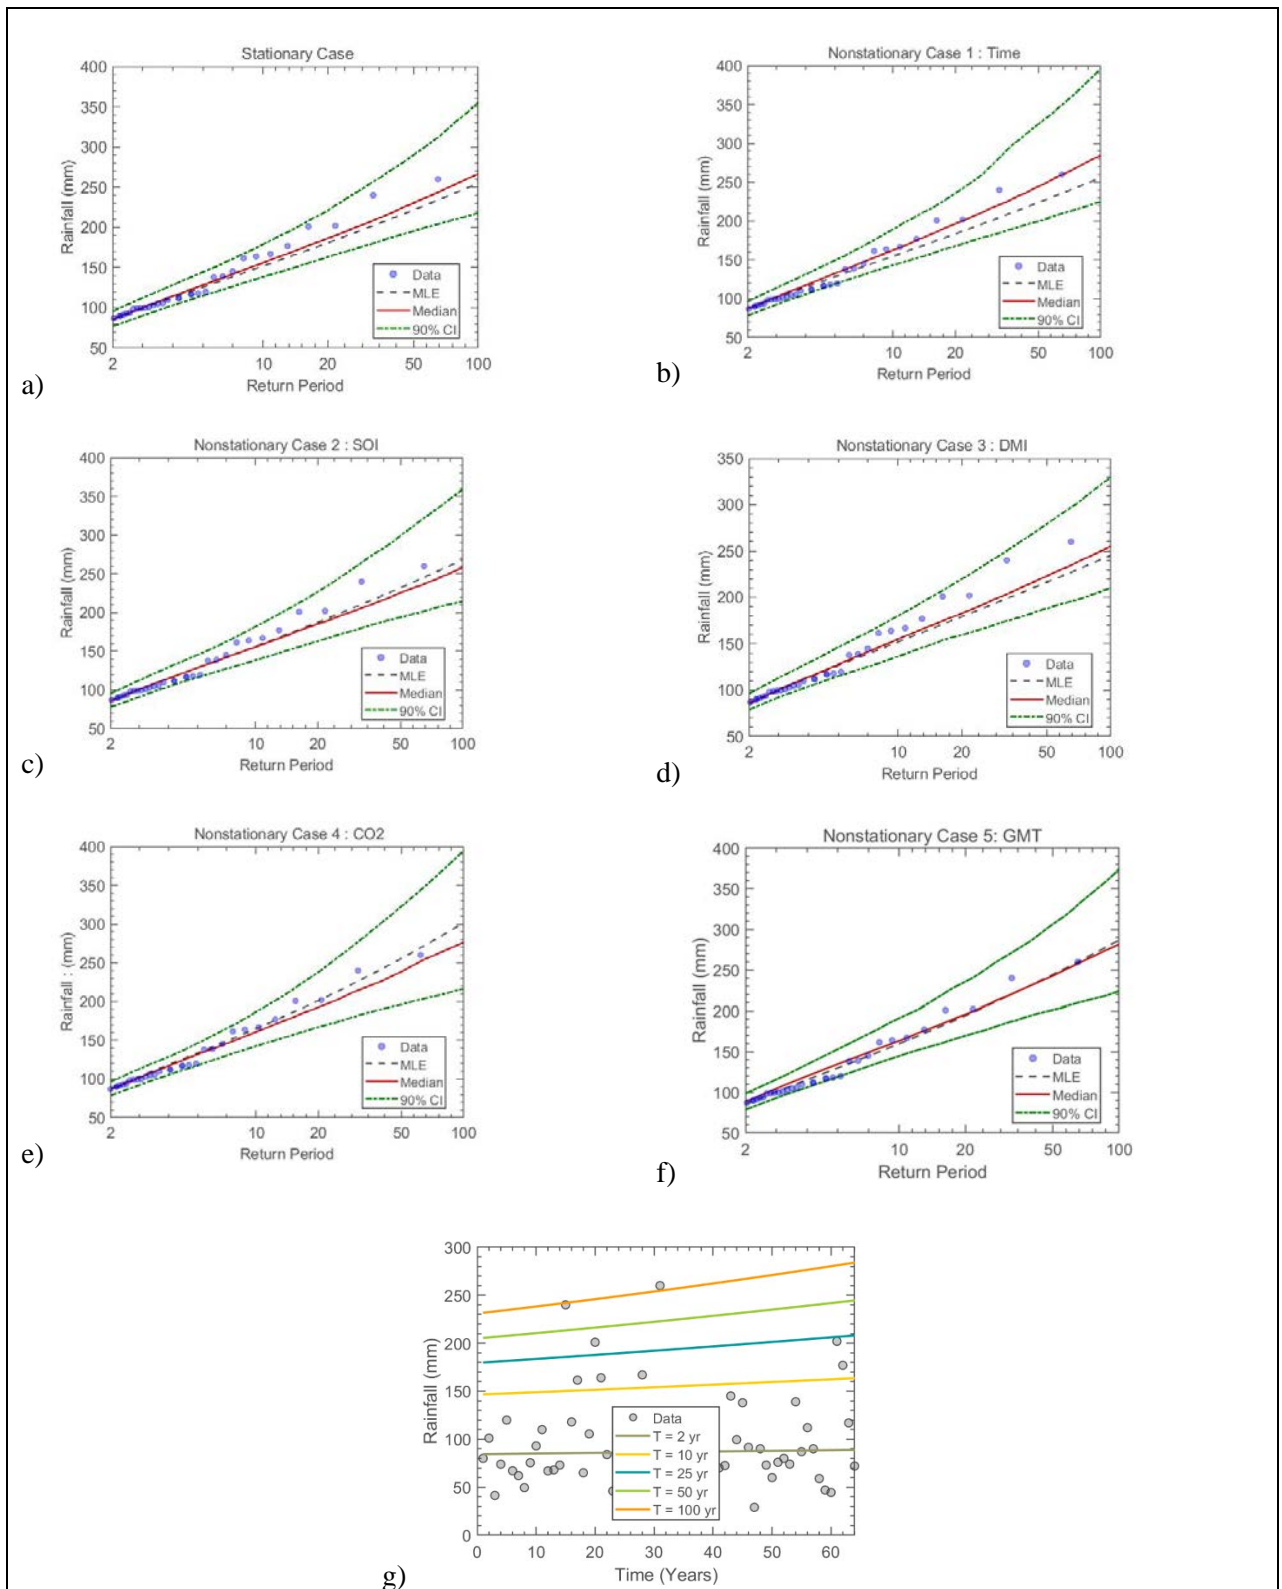 Stationary Case
400
350
300
250
200
150
100
50
Rainfall (mm)
Data
MLE
Median
90% CI
2 10 20 50 100
Return Period
a)
Nonstationary Case 1 : Time
400
350
300
250
200
150
100
50
Rainfall (mm)
Data
MLE
Median
90% CI
2 10 20 50 100
Return Period
b)
Nonstationary Case 2 : SOI
400
350
300
250
200
150
100
50
Rainfall (mm)
Data
MLE
Median
90% CI
2 10 20 50 100
Return Period
c)
Nonstationary Case 3 : DMI
350
300
250
200
150
100
50
Rainfall (mm)
Data
MLE
Median
90% CI
2 10 20 50 100
Return Period
d)
Nonstationary Case 4 : CO2
400
350
300
250
200
150
100
50
Rainfall : (mm)
Data
MLE
Median
90% CI
2 10 20 50 100
Return Period
e)
Nonstationary Case 5: GMT
400
350
300
250
200
150
100
50
Rainfall (mm)
Data
MLE
Median
90% CI
2 10 20 50 100
Return Period
f)
300
250
200
150
100
50
0
Rainfall (mm)
Data
T = 2 yr
T = 10 yr
T = 25 yr
T = 50 yr
T = 100 yr
0 10 20 30 40 50 60
Time (Years)
g)